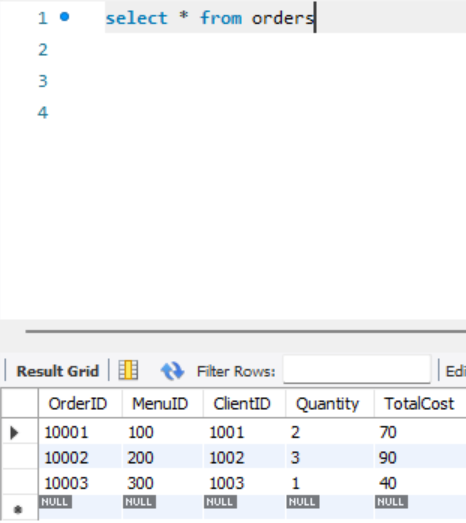 1 select * from orders
2
3
4
Result Grid Filter Rows: Edi
OrderID MenuID ClientID Quantity TotalCost
10001 100 1001 2 70
10002 200 1002 3 90
10003 300 1003 1 40
NULL NULL NULL NULL NULL